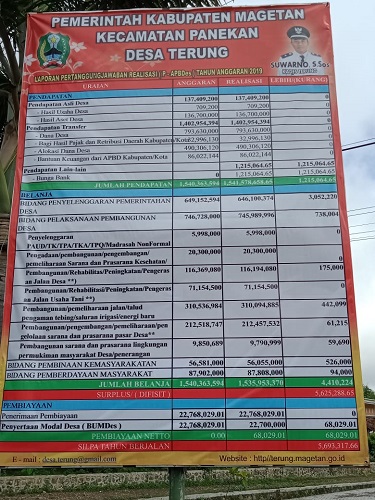 PEMERINTAH KABUPATEN MAGETAN
KECAMATAN PANEKAN
DESA TERUNG
SUWARNO, S.Sos
LAPORAN PERTANGGUNGJAWABAN REALISASI ( P - APBDes ) TAHUN ANGGARAN 2019
URAIAN ANGGARAN REALISASI LEBIH/(KURANG)
PENDAPATAN 137,409,200 137,409,200 0
Pendapatan Asli Desa 709,200 709,200 0
- Hasil Usaha Desa 136,700,000 136,700,000 0
- Hasil Aset Desa 1,402,954,394 1,402,954,394 0
Pendapatan Transfer 793,630,000 793,630,000 0
- Dana Desa
- Bagi Hasil Pajak dan Retribusi Daerah Kabupaten/Kota 32,996,130 0
- Alokasi Dana Desa 490,306,120 490,306,120 0
- Bantuan Keuangan dari APBD Kabupaten/Kota 86,022,144 86,022,144 0
Pendapatan Lain-lain 1,215,064.65 1,215,064.65
- Bunga Bank 0 1,215,064.65 1,215,064.65
JUMLAH PENDAPATAN 1,540,363,594 1,541,578,658.65 1,215,064.65
BELANJA
BIDANG PENYELENGGARAN PEMERINTAHAN DESA 649,152,594 646,100,374 3,052,220
BIDANG PELAKSANAAN PEMBANGUNAN DESA 746,728,000 745,989,996 738,004
Penyelenggaran PAUD/TK/TPA/TKA/TPQ/Madrasah NonFormal 5,998,000 5,998,000 0
Pengadaan/pembangunan/pengembangan/ pemeliharaan Sarana dan Prasarana Kesehatan/ 20,300,000 20,300,000 0
Pembangunan/Rehabilitasi/Peningkatan/Pengeras an Jalan Desa **) 116,369,080 116,194,080 175,000
Pembangunan/Rehabilitasi/Peningkatan/Pengeras an Jalan Usaha Tani **) 71,154,500 71,154,500 0
Pembangunan/pemeliharaan jalan/talud pengaman tebing/saluran irigasi/energi baru 310,536,984 310,094,885 442,099
Pembangunan/pengembangan/pemeliharaan/pen gelolaan sarana dan prasarana pasar Desa** 212,518,747 212,457,532 61,215
Pembangunan sarana dan prasarana lingkungan permukiman masyarakat Desa/penerangan 9,850,689 9,790,999 59,690
BIDANG PEMBINAAN KEMASYARAKATAN 56,581,000 56,055,000 526,000
BIDANG PEMBERDAYAAN MASYARAKAT 87,902,000 87,808,000 94,000
JUMLAH BELANJA 1,540,363,594 1,535,953,370 4,410,224
SURPLUS / (DIFISIT ) 5,625,288.65
PEMBIAYAAN
Penerimaan Pembiayaan 22,768,029.01 22,768,029.01 0
Penyertaan Modal Desa ( BUMDes ) 22,768,029.01 22,700,000 68,029.01
PEMBIAYAAN NETTO 0.00 68,029.01 68,029.01
SILPA TAHUN BERJALAN 5,693,317.66
E - mail : desa.terung@gmail.com Website : http//terung.magetan.go.id